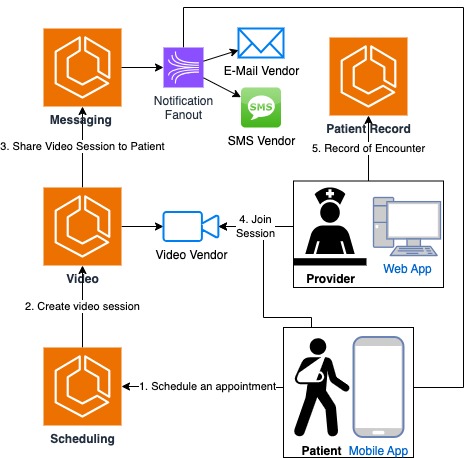 E-Mail Vendor
Notification
Fanout
SMS
SMS Vendor
Messaging
Patient Record
3. Share Video Session to Patient
5. Record of Encounter
4. Join
Session
Video Vendor
Video
Web App
Provider
2. Create video session
1. Schedule an appointment
Scheduling
Patient
Mobile App